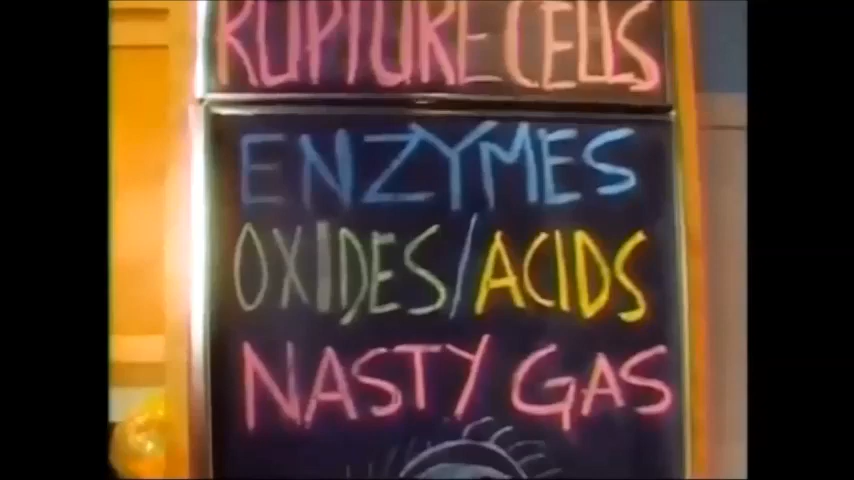 RUPTURE CELLS
ENZYMES
OXIDES/ACIDS
NASTY GAS